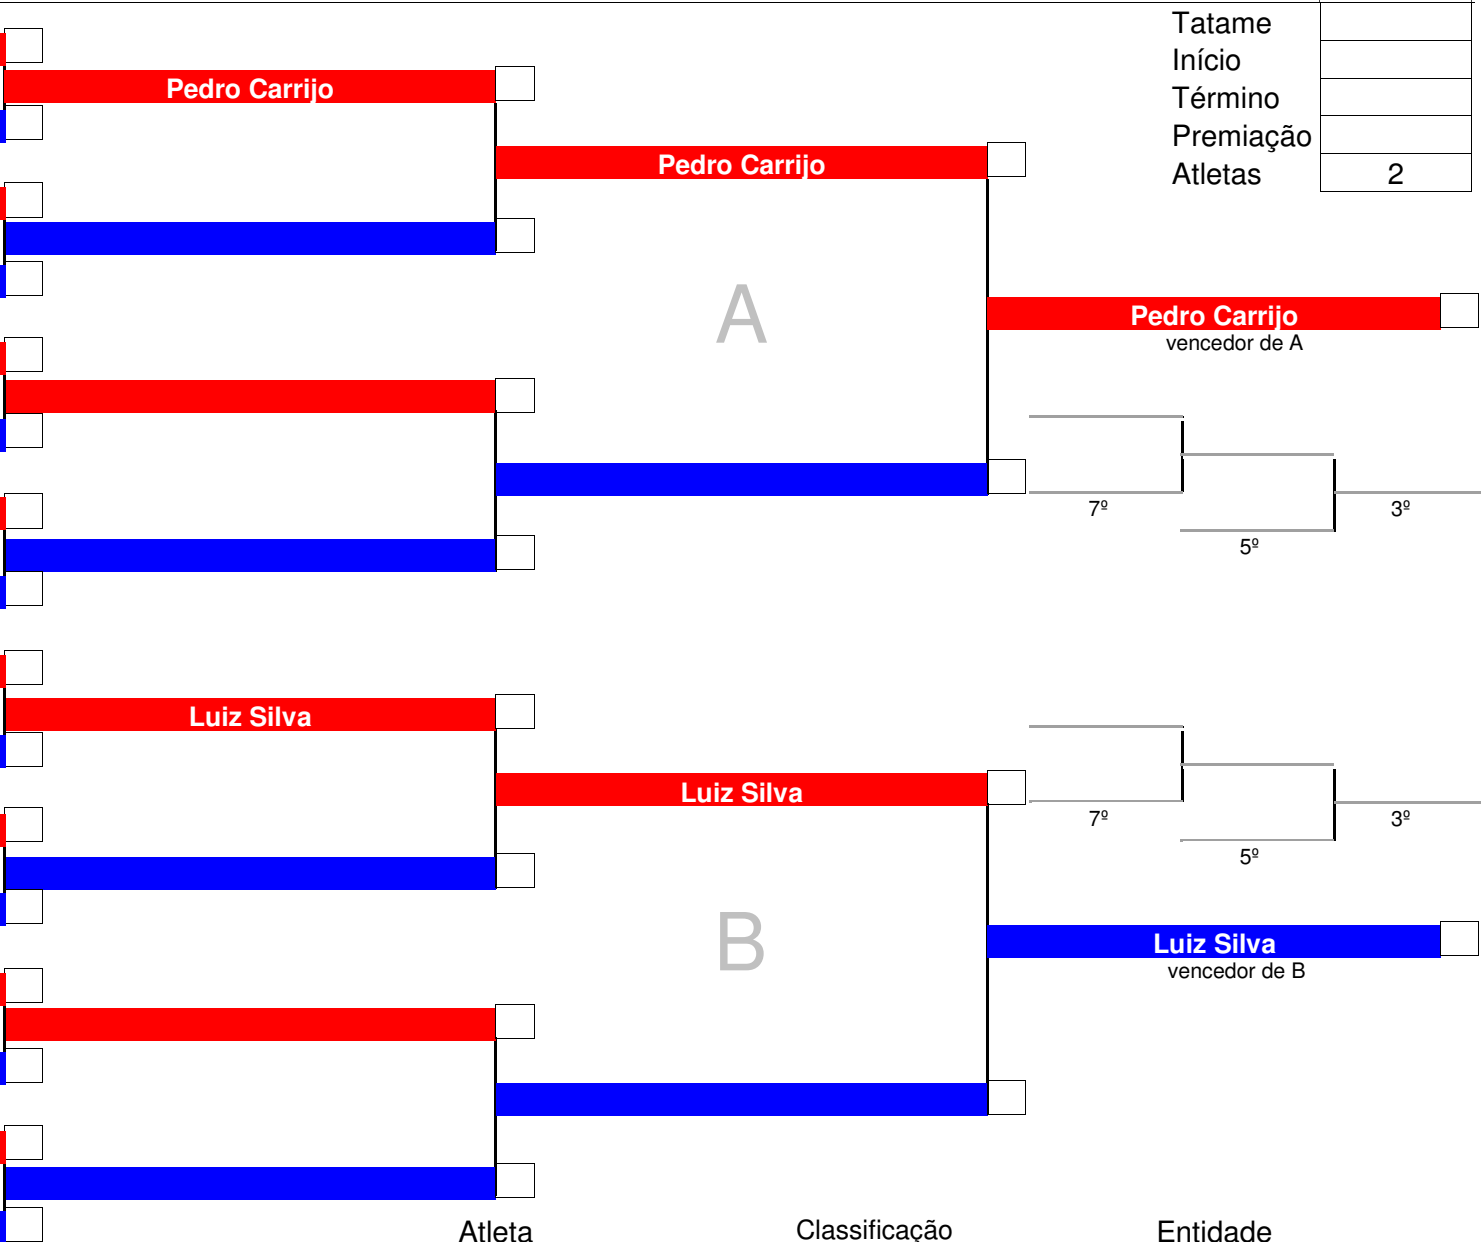 Tatame
Início
Término
Premiação
Atletas 2
Pedro Carrijo
Pedro Carrijo
A
Pedro Carrijo
vencedor de A
7º
3º
5º
Luiz Silva
Luiz Silva
7º
3º
5º
B
Luiz Silva
vencedor de B
Atleta Classificação Entidade